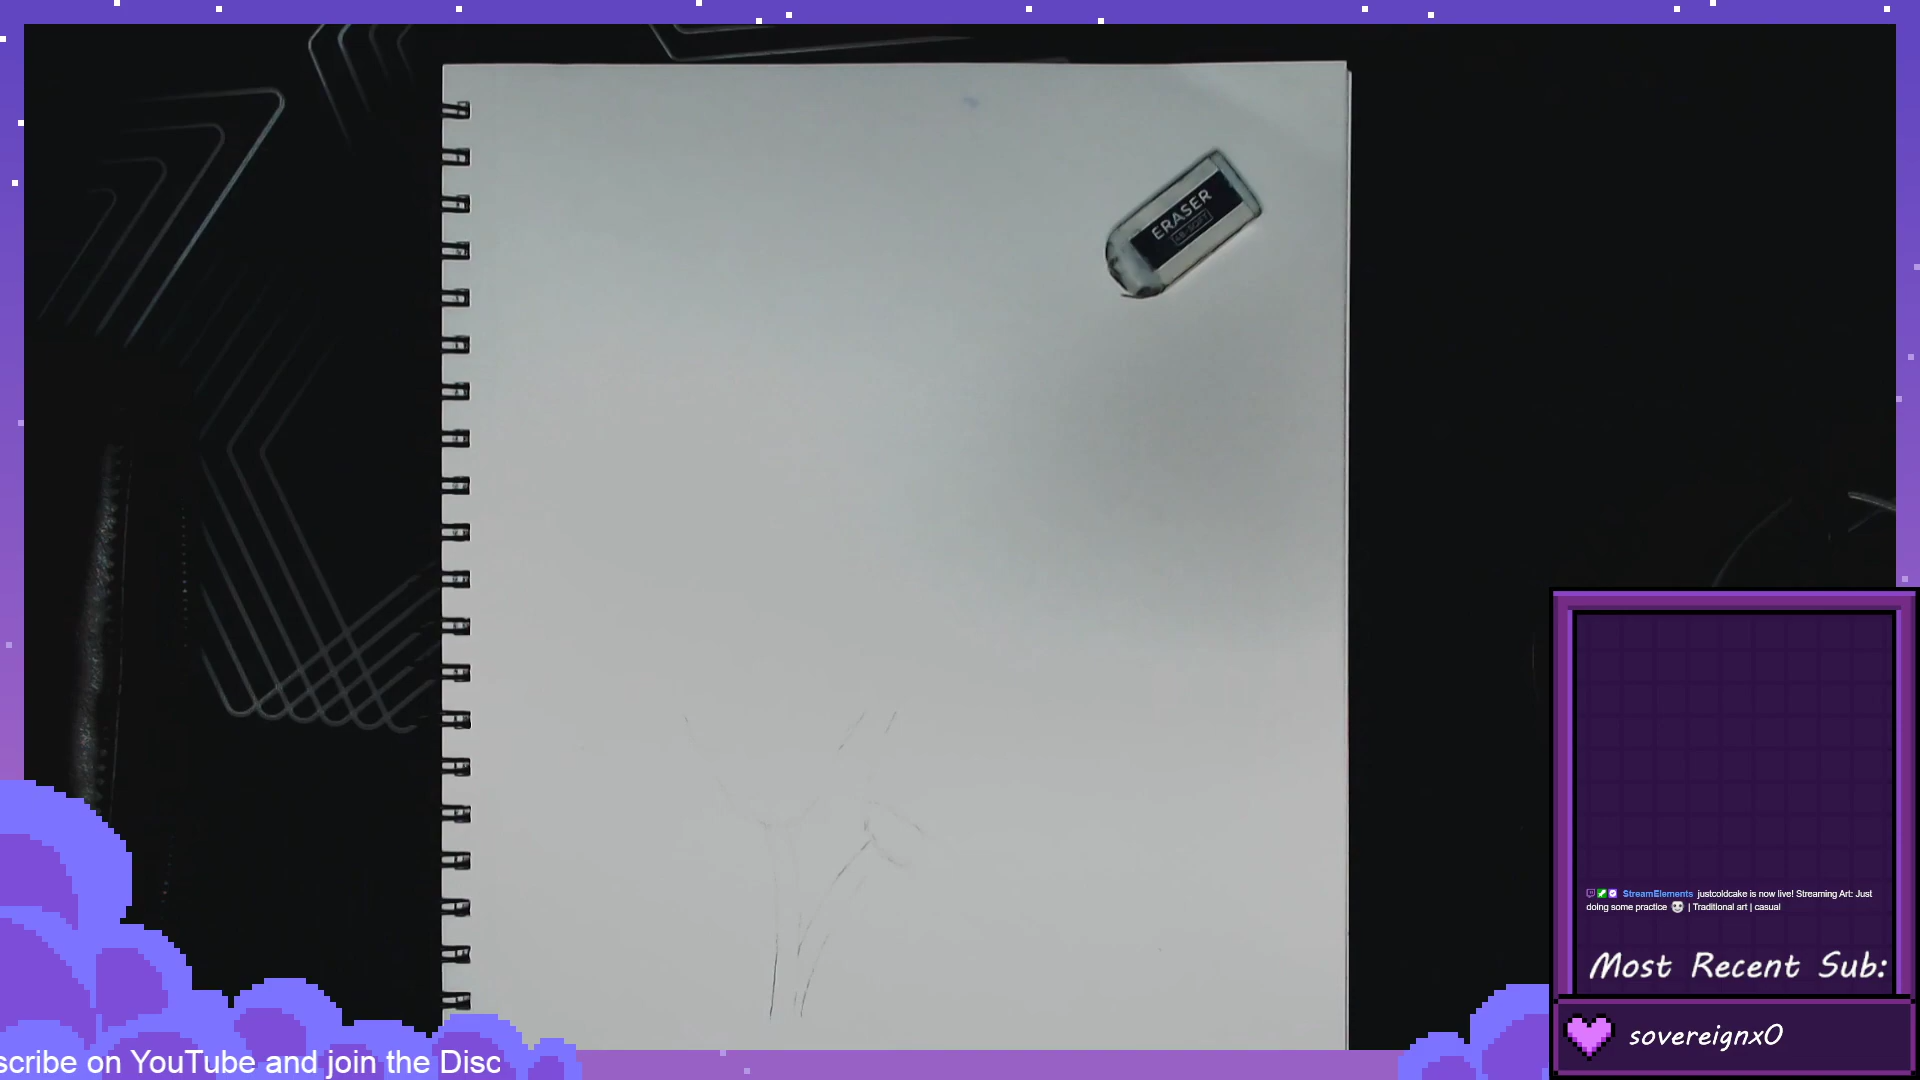 ERASER
StreamElements justcoldcake is now live! Streaming Art: Just
doing some practice | Traditional art | casual
Most Recent Sub:
sovereignx0
scribe on YouTube and join the Disc